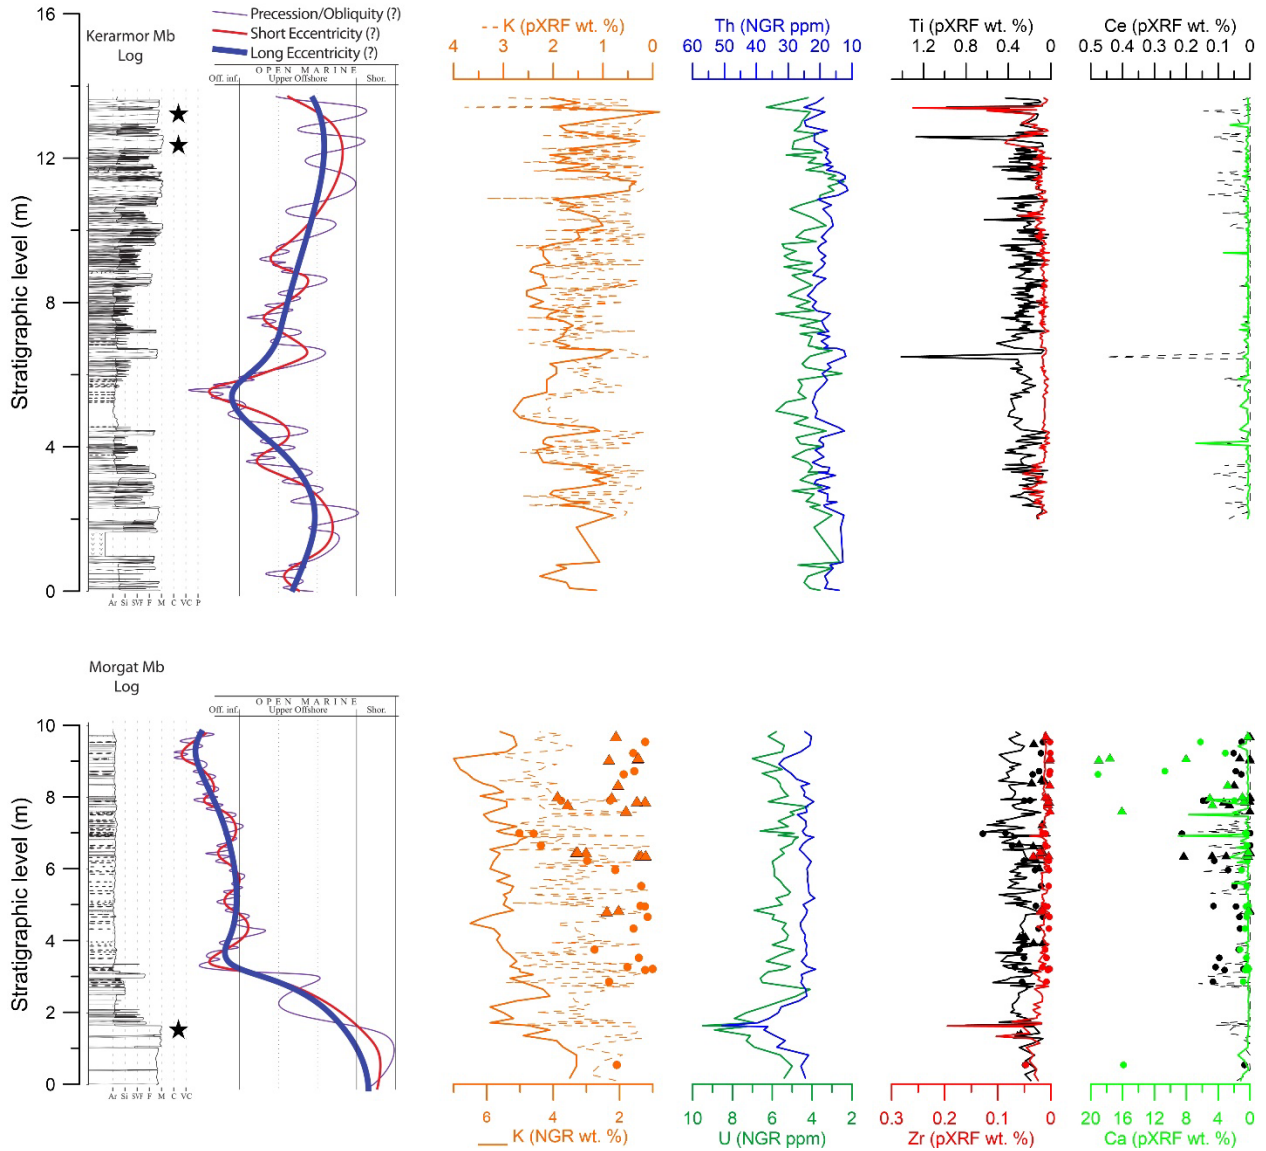 16
12
8
4
0
Stratigraphic level (m)
Kerarmor Mb
Log
Precession/Obliquity (?)
Short Eccentricity (?)
Long Eccentricity (?)
OPEN MARINE
Off. inf. Upper Offshore Shor.
Ar Si SVF F M C VC P
K (pXRF wt. %)
4 3 2 1 0
Th (NGR ppm)
60 50 40 30 20 10
Ti (pXRF wt. %)
1.2 0.8 0.4 0
Ce (pXRF wt. %)
0.5 0.2 0.1 0
Morgat Mb
Log
OPEN MARINE
Off. inf. Upper Offshore Shor.
10
8
6
4
2
0
Stratigraphic level (m)
Ar Si SVF F M C VC
6 4 2
K (NGR wt. %)
10 8 6 4 2
U (NGR ppm)
0.3 0.1 0
Zr (pXRF wt. %)
20 16 12 8 4 0
Ca (pXRF wt. %)